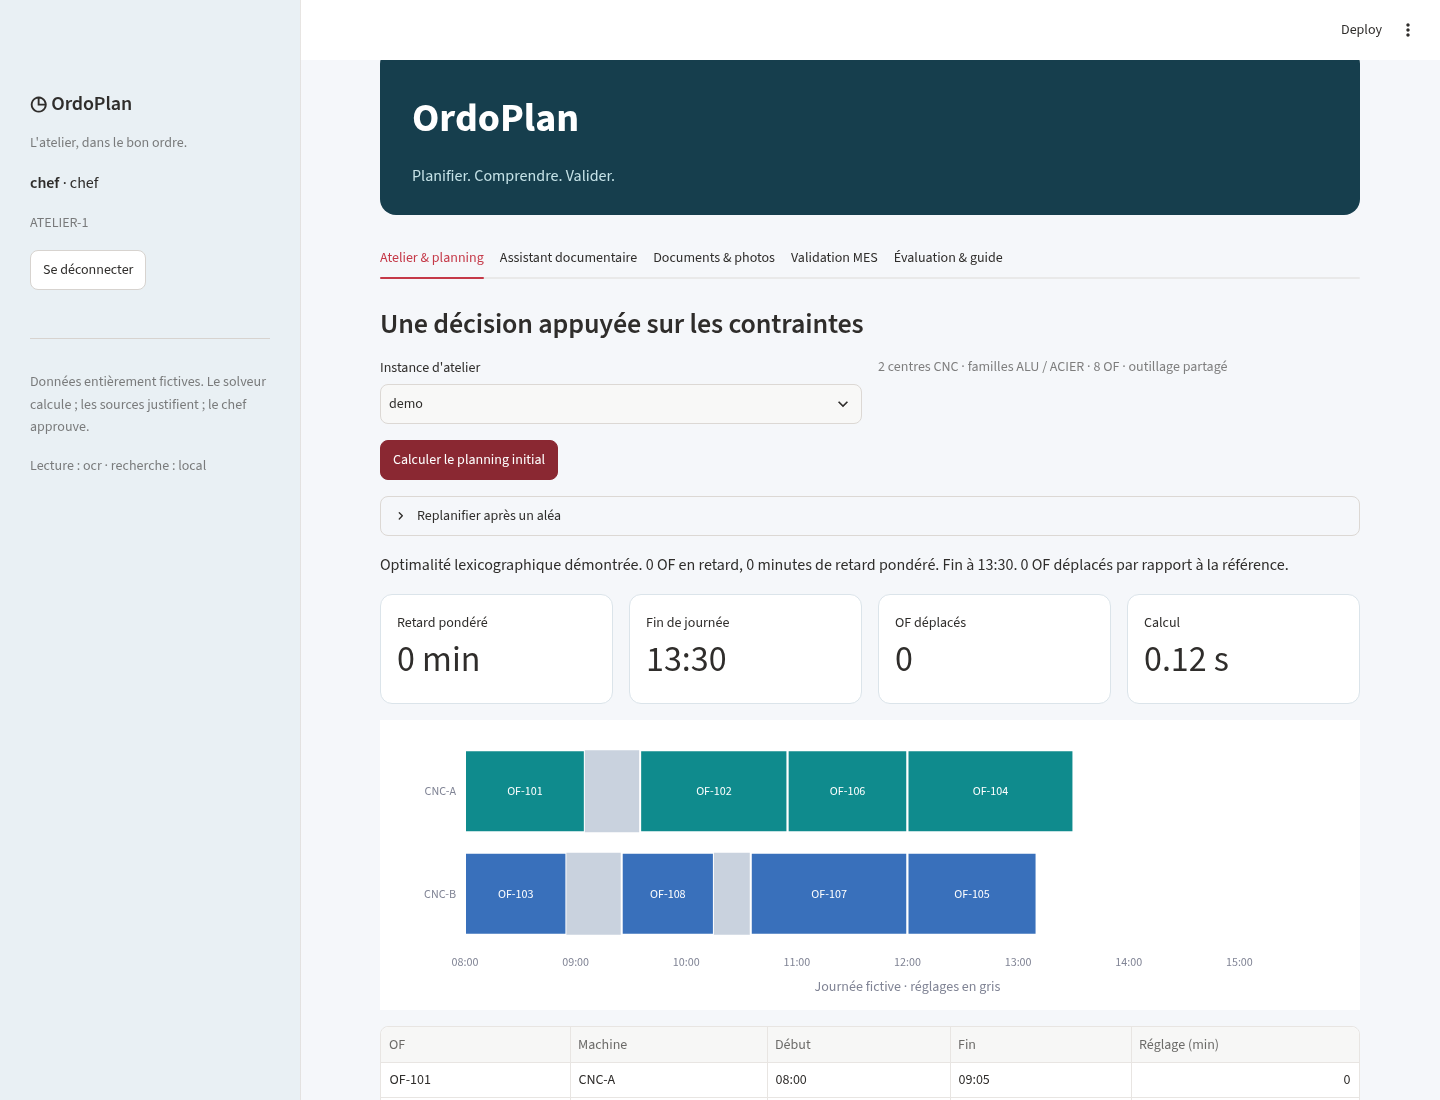 Deploy
OrdoPlan
L'atelier, dans le bon ordre.
chef · chef
ATELIER-1
Se déconnecter
Données entièrement fictives. Le solveur
calcule ; les sources justifient ; le chef
approuve.
Lecture : ocr · recherche : local
OrdoPlan
Planifier. Comprendre. Valider.
Atelier & planning
Assistant documentaire
Documents & photos
Validation MES
Évaluation & guide
Une décision appuyée sur les contraintes
Instance d'atelier
2 centres CNC · familles ALU / ACIER · 8 OF · outillage partagé
demo
Calculer le planning initial
Replanifier après un aléa
Optimalité lexicographique démontrée. 0 OF en retard, 0 minutes de retard pondéré. Fin à 13:30. 0 OF déplacés par rapport à la référence.
Retard pondéré
0 min
Fin de journée
13:30
OF déplacés
0
Calcul
0.12 s
CNC-A
OF-101
OF-102
OF-106
OF-104
CNC-B
OF-103
OF-108
OF-107
OF-105
08:00
09:00
10:00
11:00
12:00
13:00
14:00
15:00
Journée fictive · réglages en gris
OF
Machine
Début
Fin
Réglage (min)
OF-101
CNC-A
08:00
09:05
0